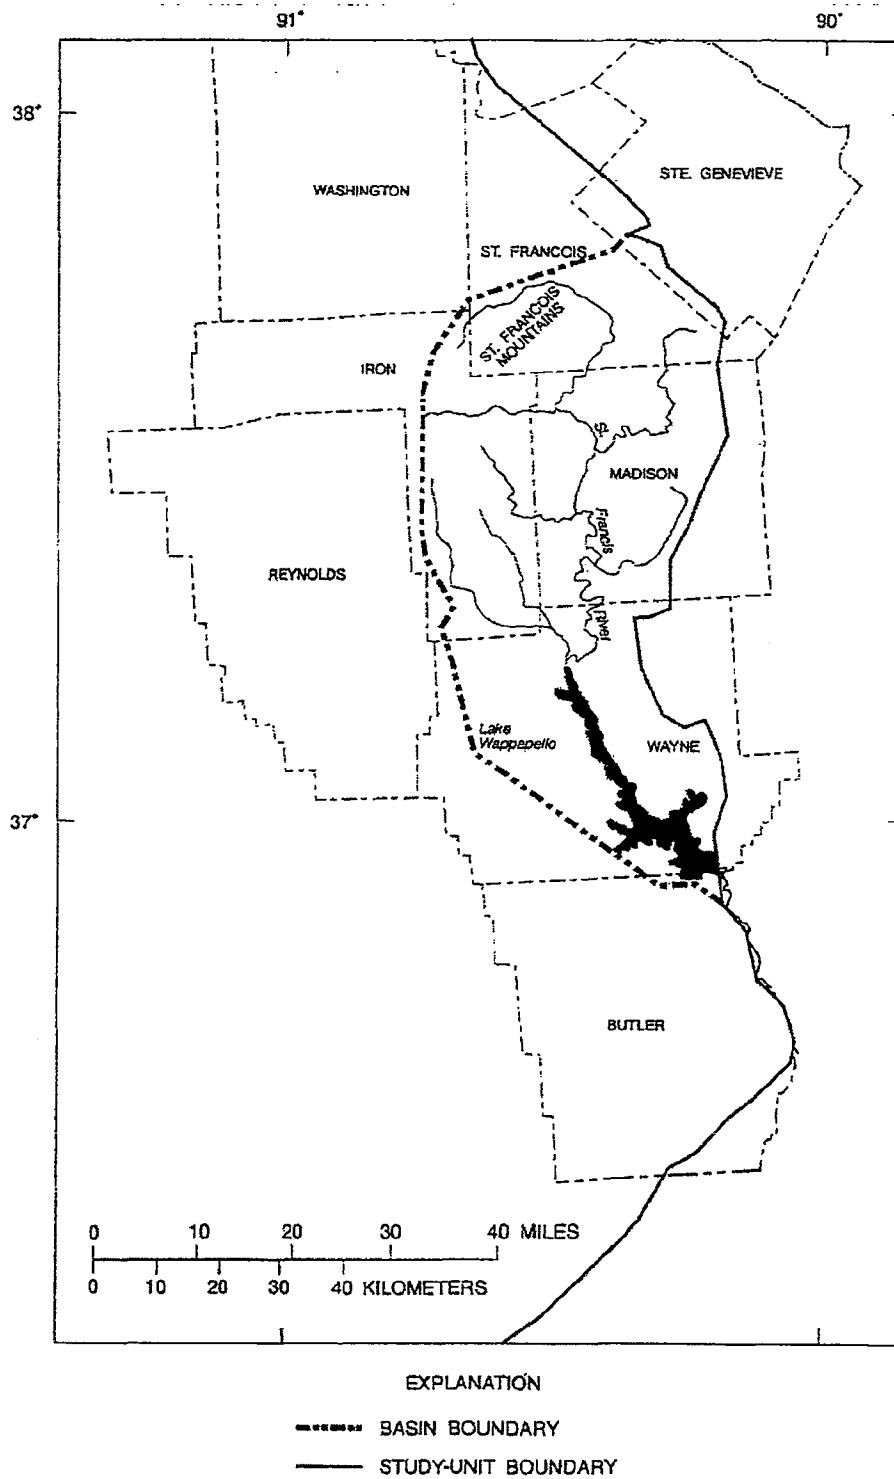 91° 90°
38°
WASHINGTON
STE. GENEVIEVE
ST. FRANCOIS
ST. FRANCOIS
MOUNTAINS
IRON
St.
MADISON
Francis
REYNOLDS
River
Lake
Wappapello
WAYNE
37°
BUTLER
0 10 20 30 40 MILES
0 10 20 30 40 KILOMETERS
EXPLANATION
BASIN BOUNDARY
STUDY-UNIT BOUNDARY